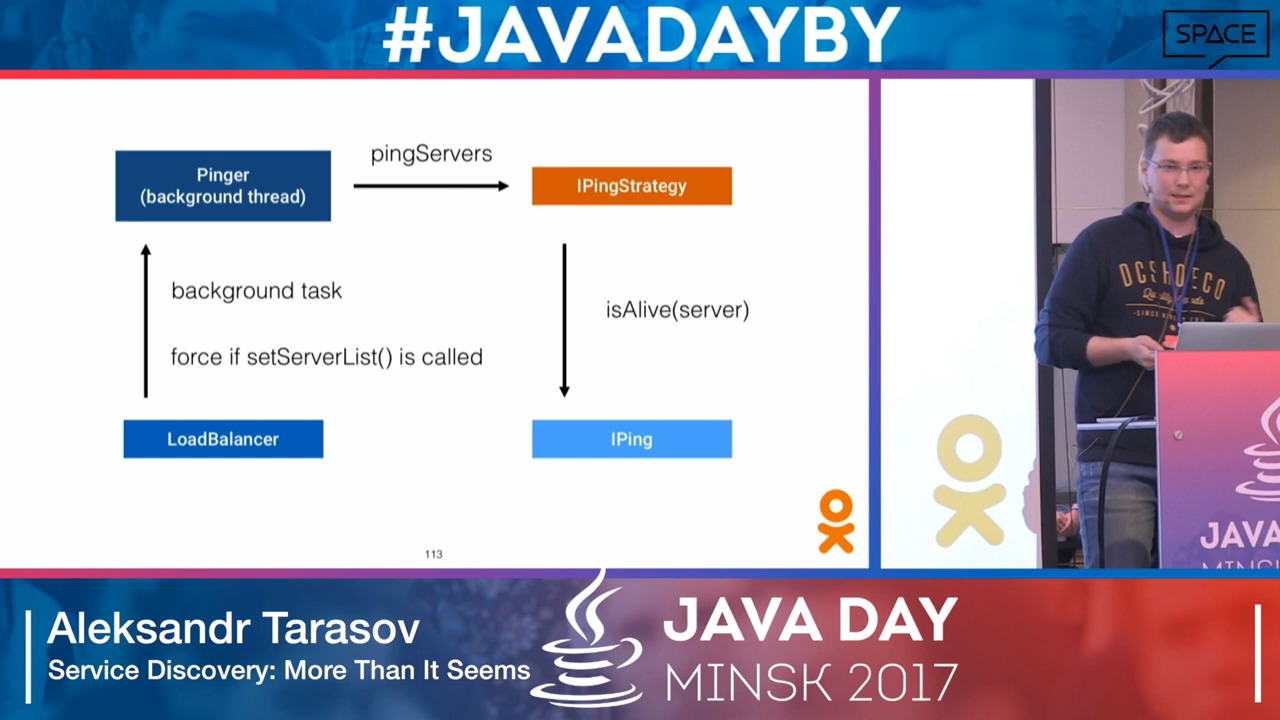 #JAVADAYBY
SPACE
Pinger
(background thread)
pingServers
IPingStrategy
background task
force if setServerList() is called
isAlive(server)
LoadBalancer
IPing
113
DCSHOECO
JAVA
Aleksandr Tarasov
Service Discovery: More Than It Seems
JAVA DAY
MINSK 2017